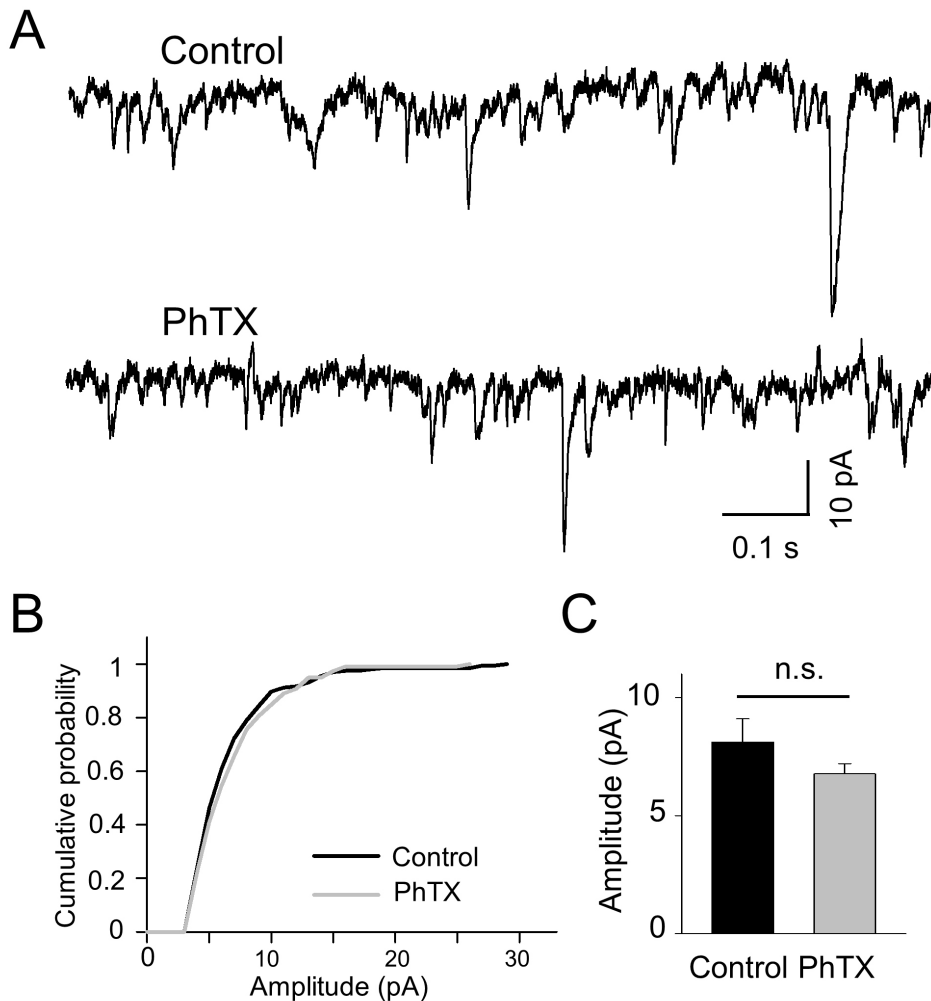 A
Control
PhTX
10 pA
0.1 s
B
Cumulative probability
1
0.8
0.6
0.4
0.2
0
0
10
20
30
Amplitude (pA)
Control
PhTX
C
n.s.
Amplitude (pA)
10
5
0
Control PhTX